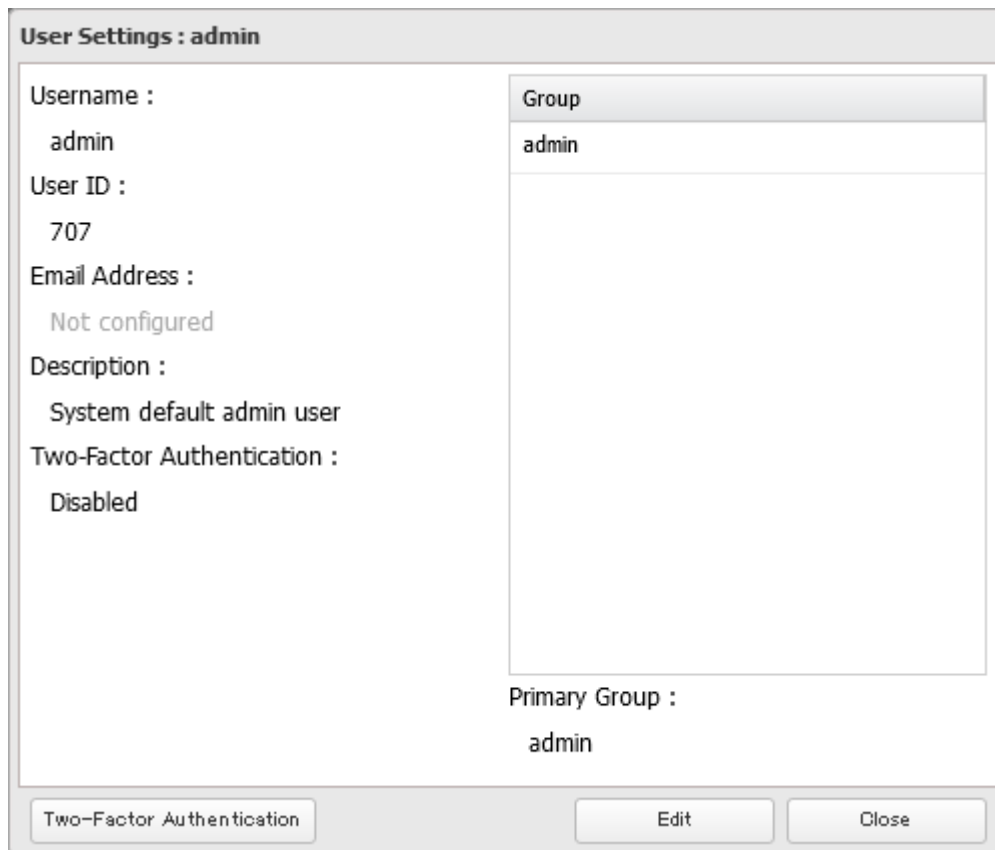 User Settings : admin
Username :
admin
User ID :
707
Email Address :
Not configured
Description :
System default admin user
Two-Factor Authentication :
Disabled
Group
admin
Primary Group :
admin
Two-Factor Authentication
Edit
Close